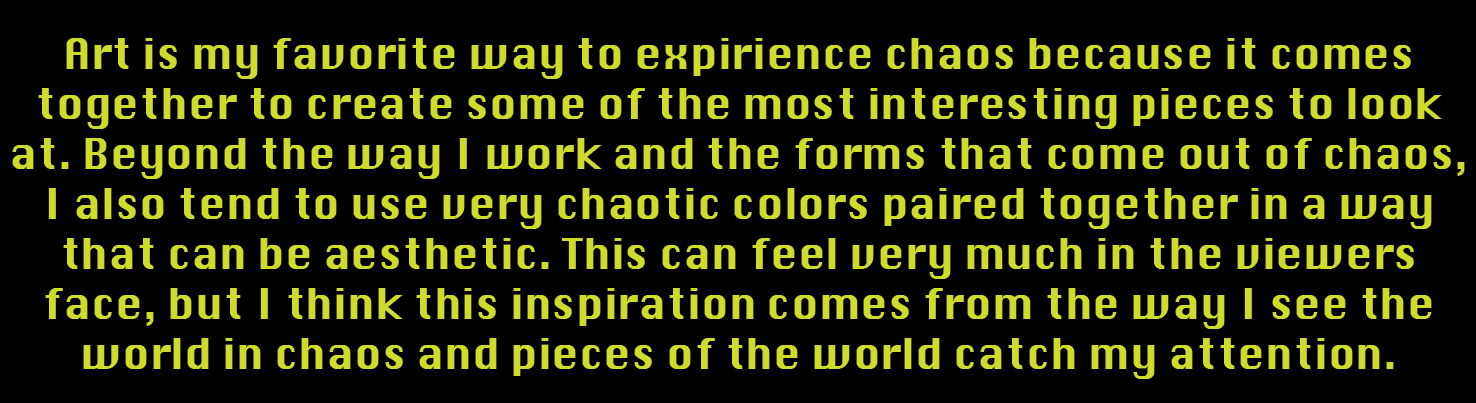 Art is my favorite way to expirience chaos because it comes
together to create some of the most interesting pieces to look
at. Beyond the way I work and the forms that come out of chaos,
I also tend to use very chaotic colors paired together in a way
that can be aesthetic. This can feel very much in the viewers
face, but I think this inspiration comes from the way I see the
world in chaos and pieces of the world catch my attention.